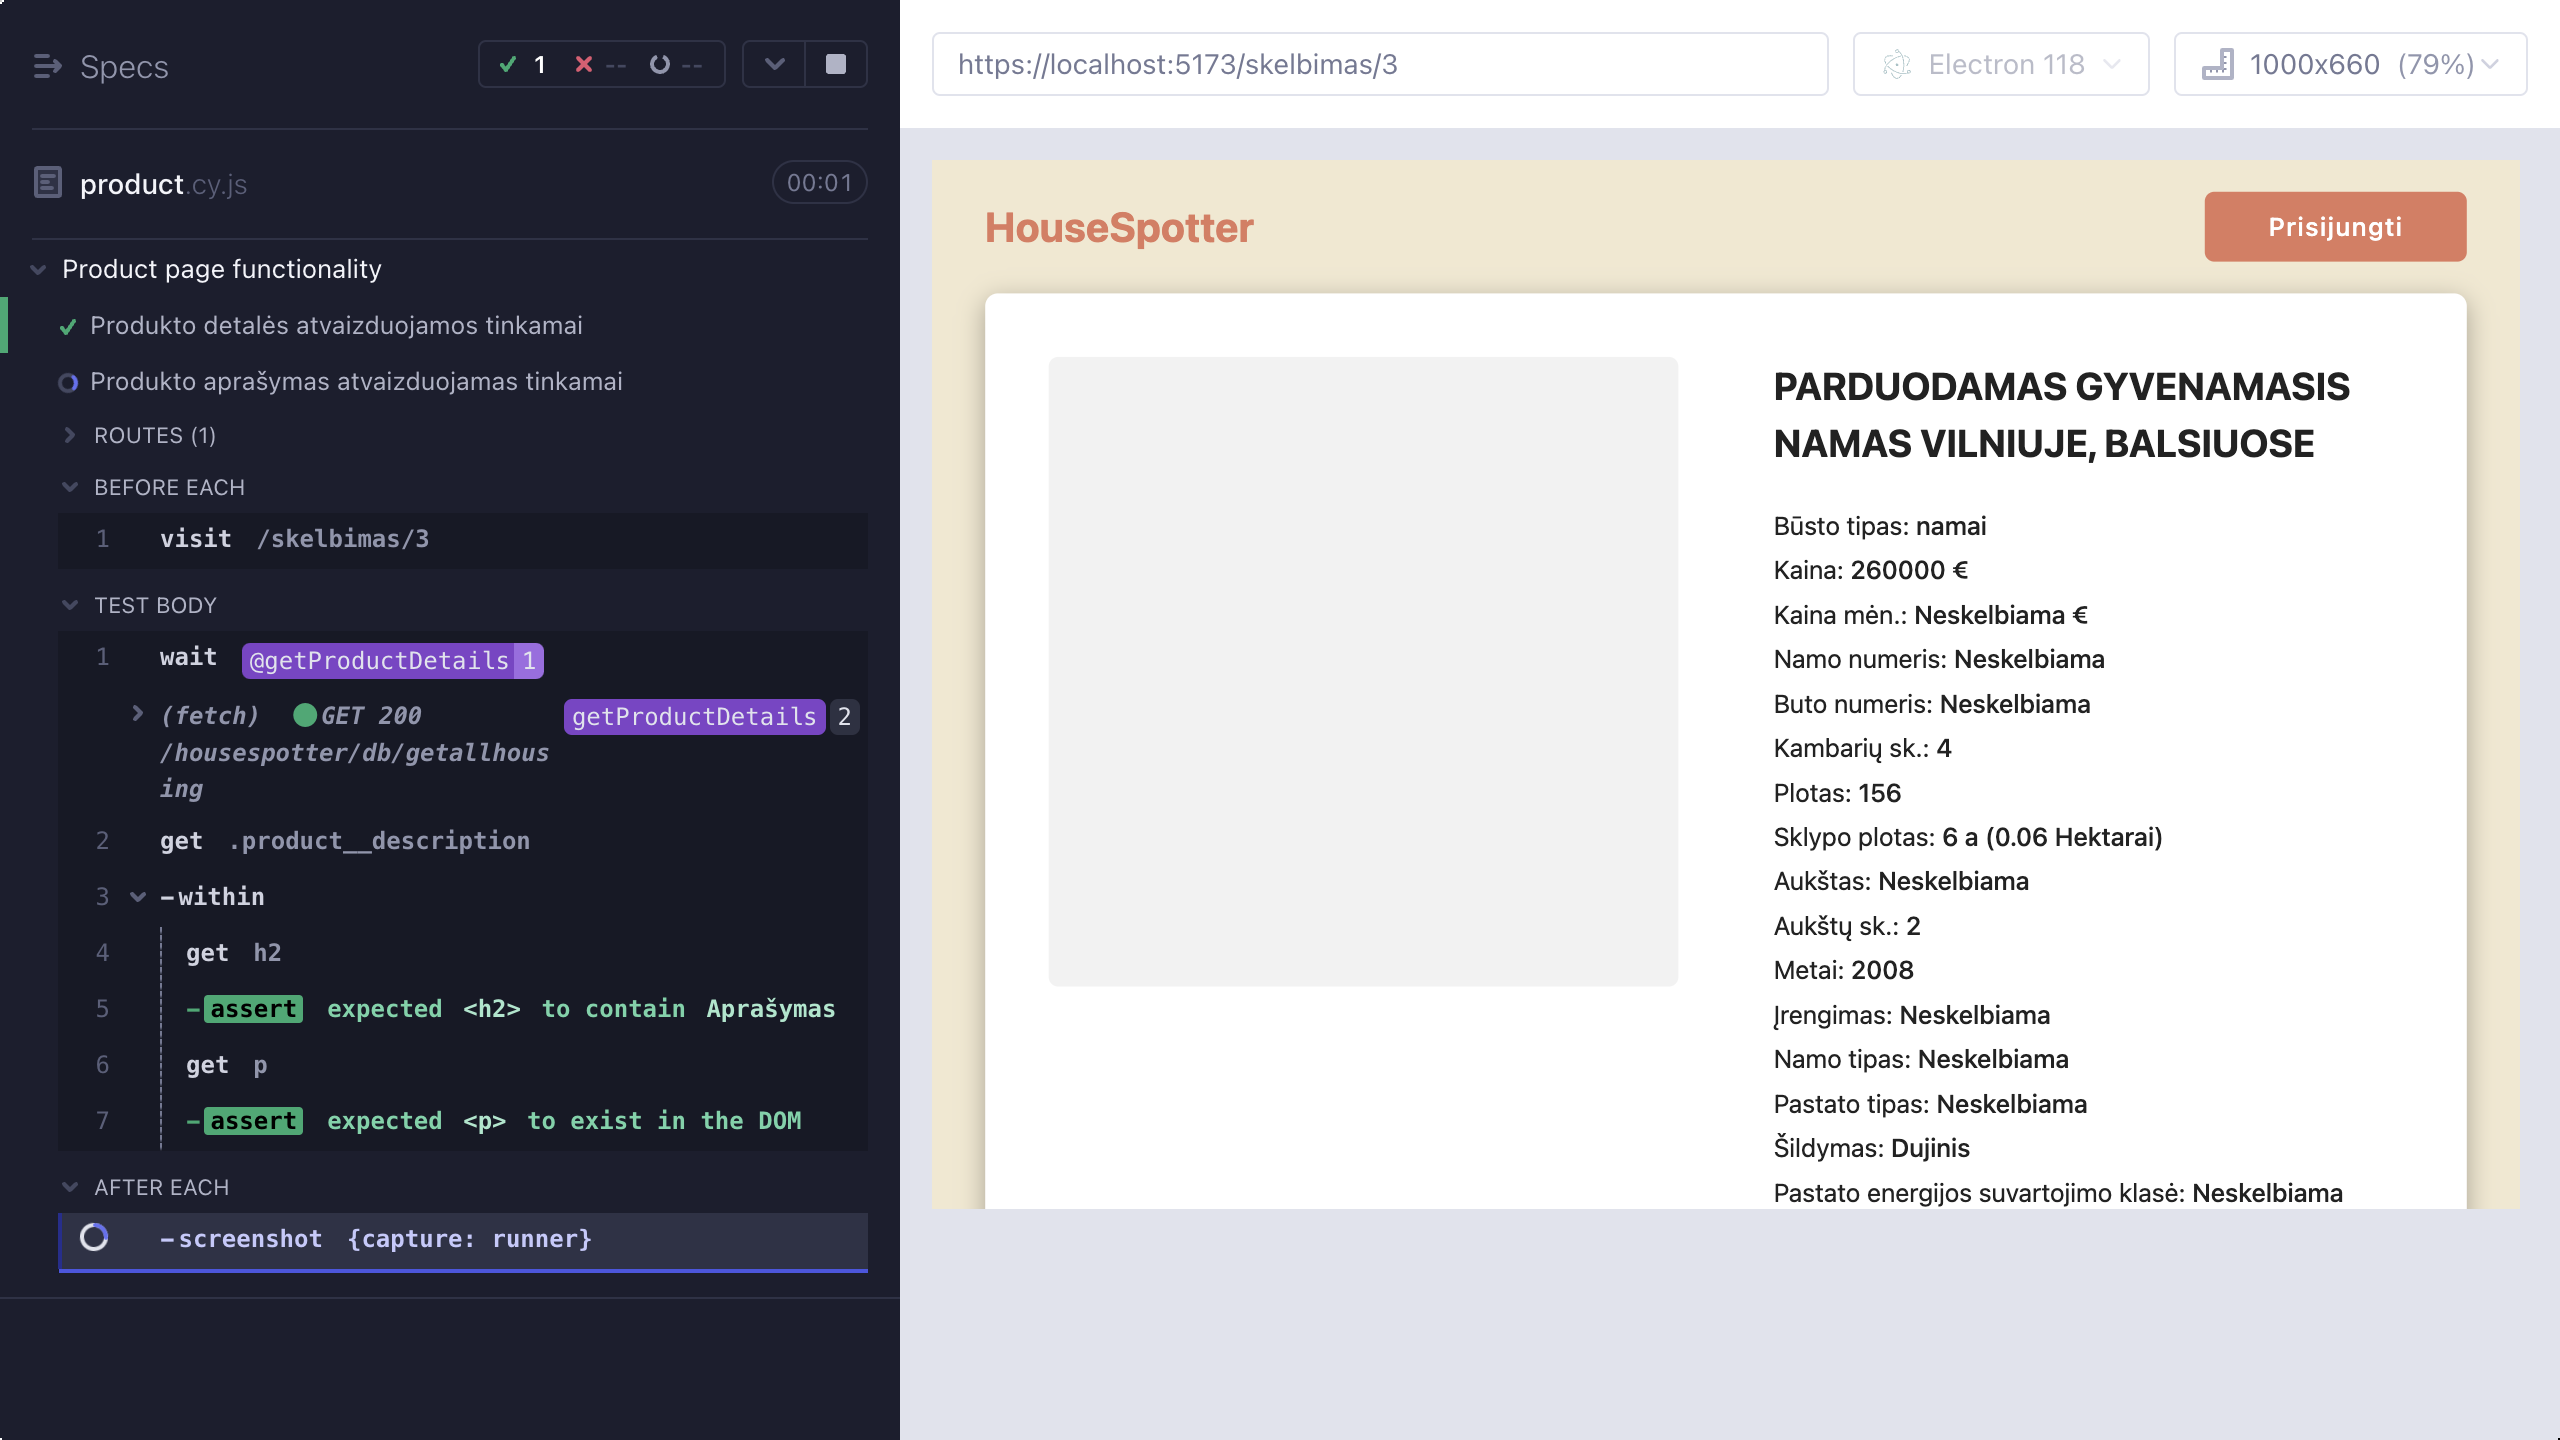 Specs
1
--
--
product.cy.js
00:01
Product page functionality
Produkto detalės atvaizduojamos tinkamai
Produkto aprašymas atvaizduojamas tinkamai
ROUTES (1)
BEFORE EACH
1 visit /skelbimas/3
TEST BODY
1 wait @getProductDetails 1
(fetch) GET 200 getProductDetails 2
/housespotter/db/getallhous
ing
2 get .product__description
3 -within
4 get h2
5 -assert expected <h2> to contain Aprašymas
6 get p
7 -assert expected <p> to exist in the DOM
AFTER EACH
-screenshot {capture: runner}
https://localhost:5173/skelbimas/3
Electron 118
1000x660 (79%)
HouseSpotter
Prisijungti
PARDUODAMAS GYVENAMASIS
NAMAS VILNIUJE, BALSIUOSE
Būsto tipas: namai
Kaina: 260000 €
Kaina mėn.: Neskelbiama €
Namo numeris: Neskelbiama
Buto numeris: Neskelbiama
Kambarių sk.: 4
Plotas: 156
Sklypo plotas: 6 a (0.06 Hektarai)
Aukštas: Neskelbiama
Aukštų sk.: 2
Metai: 2008
Įrengimas: Neskelbiama
Namo tipas: Neskelbiama
Pastato tipas: Neskelbiama
Šildymas: Dujinis
Pastato energijos suvartojimo klasė: Neskelbiama